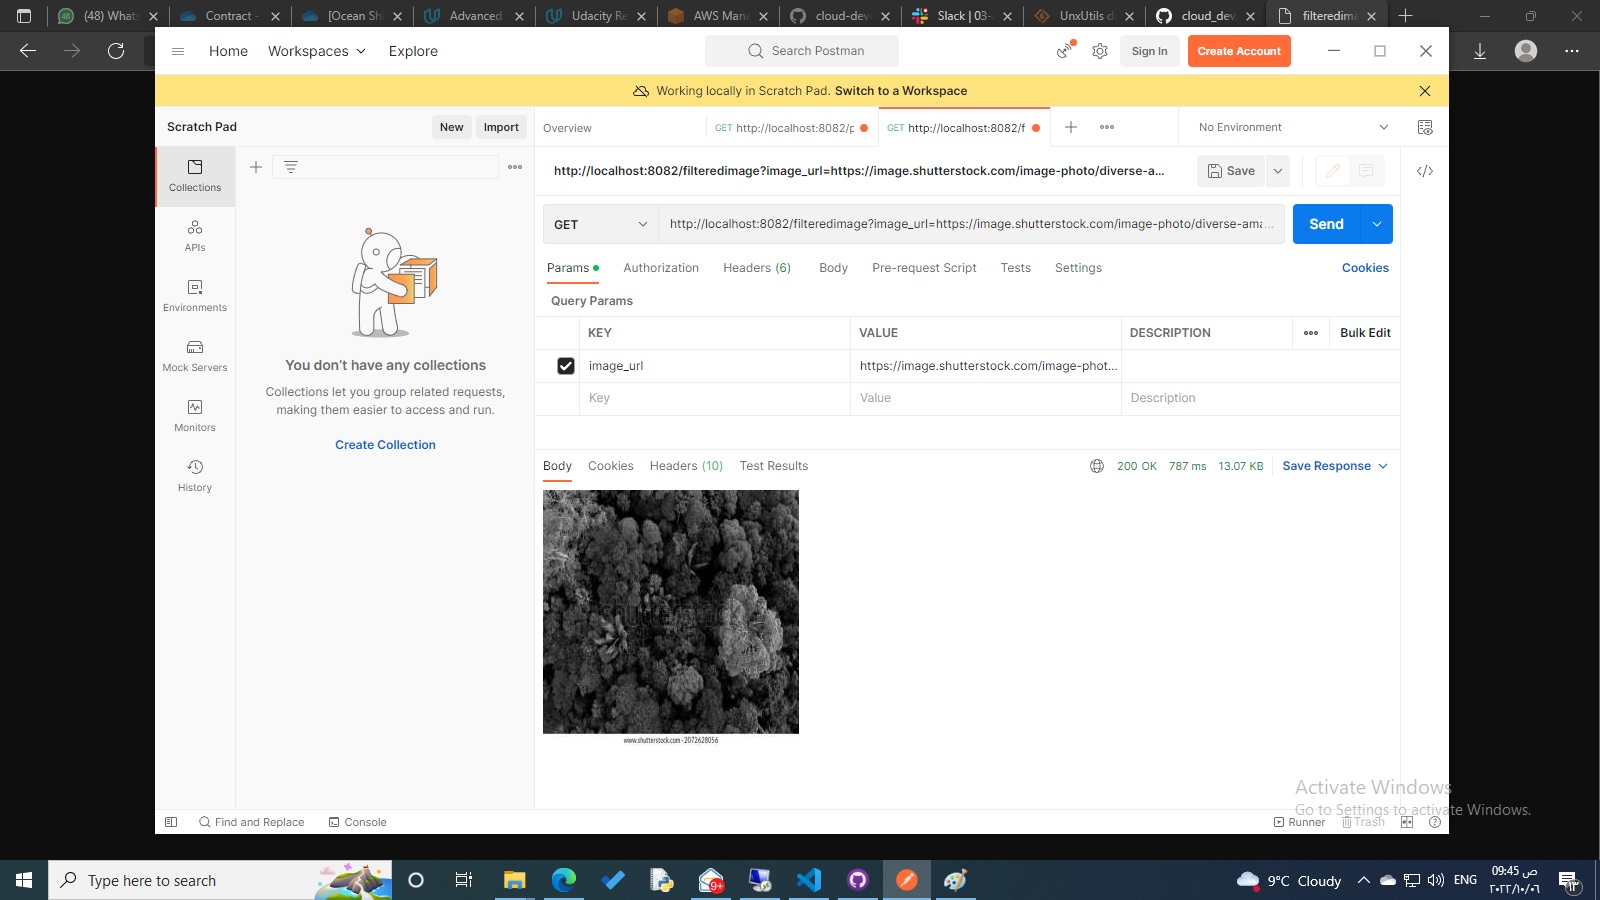 (48) Whats
Contract -
[Ocean Sh
Advanced
Udacity Re
AWS Mana
cloud-deve
Slack | 03-
UnxUtils d
cloud_dev
filteredima
Home
Workspaces
Explore
Search Postman
Sign In
Create Account
Working locally in Scratch Pad. Switch to a Workspace
Scratch Pad
New
Import
Overview
GET http://localhost:8082/p
GET http://localhost:8082/f
No Environment
Collections
APIs
Environments
Mock Servers
Monitors
History
You don’t have any collections
Collections let you group related requests,
making them easier to access and run.
Create Collection
http://localhost:8082/filteredimage?image_url=https://image.shutterstock.com/image-photo/diverse-a...
Save
GET
http://localhost:8082/filteredimage?image_url=https://image.shutterstock.com/image-photo/diverse-ama...
Send
Params
Authorization
Headers (6)
Body
Pre-request Script
Tests
Settings
Cookies
Query Params
KEY
VALUE
DESCRIPTION
Bulk Edit
image_url
https://image.shutterstock.com/image-phot...
Key
Value
Description
Body
Cookies
Headers (10)
Test Results
200 OK
787 ms
13.07 KB
Save Response
shutterstock
www.shutterstock.com · 2072628056
Activate Windows
Go to Settings to activate Windows.
Find and Replace
Console
Runner
Trash
Type here to search
9+
9°C Cloudy
ENG
09:45 ص
٢٠٢٢/١٠/٠٦
١٣